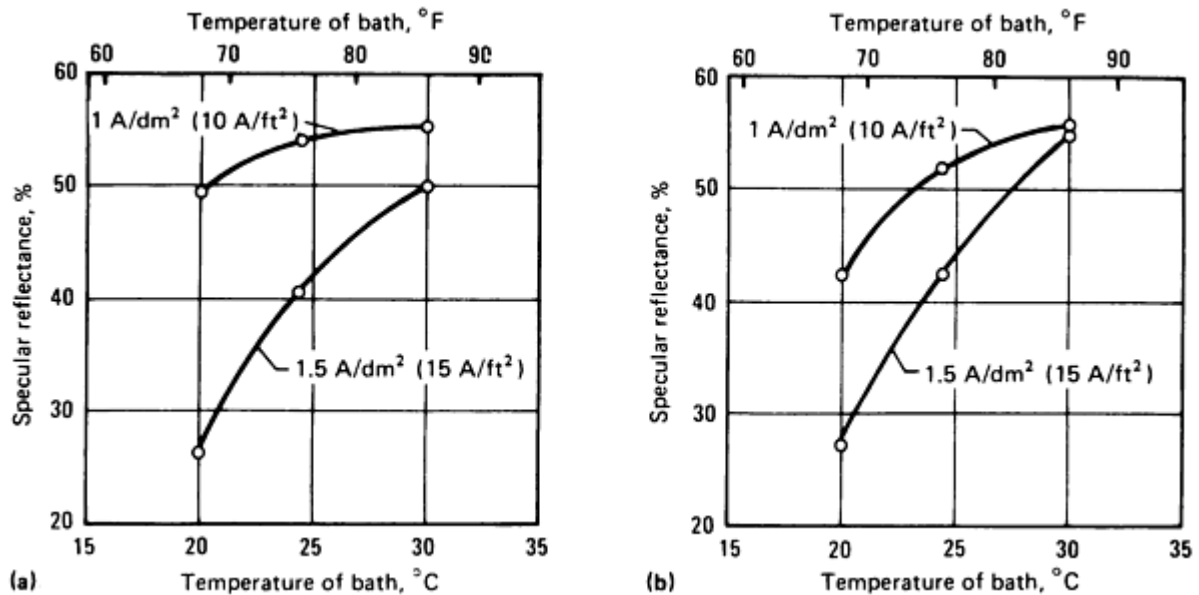 Temperature of bath, °F
60 70 80 90
60
50
40
30
20
Specular reflectance, %
1 A/dm² (10 A/ft²)
1.5 A/dm² (15 A/ft²)
15 20 25 30 35
(a) Temperature of bath, °C
Temperature of bath, °F
60 70 80 90
60
50
40
30
20
Specular reflectance, %
1 A/dm² (10 A/ft²)
1.5 A/dm² (15 A/ft²)
15 20 25 30 35
(b) Temperature of bath, °C